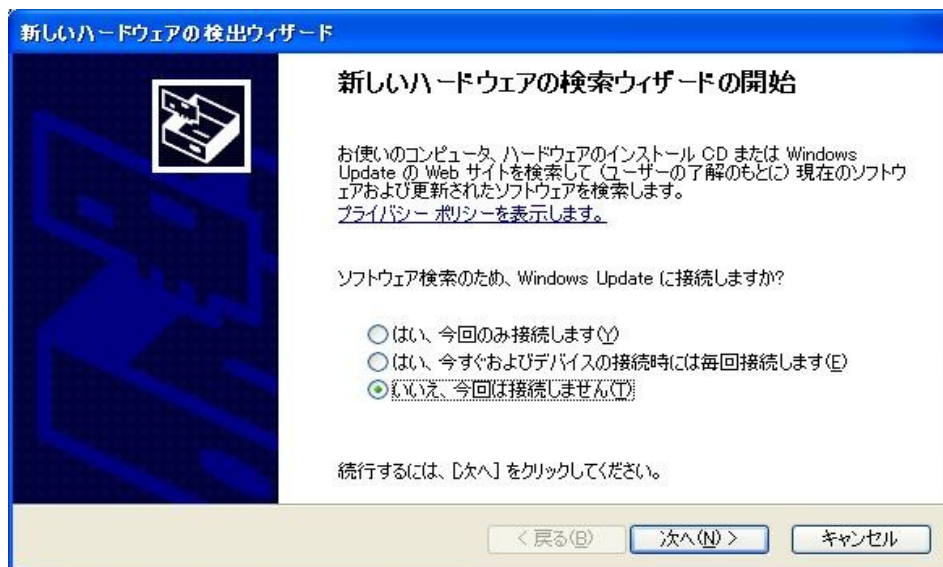 新しいハードウェアの検出ウィザード
新しいハードウェアの検索ウィザードの開始
お使いのコンピュータ、ハードウェアのインストール CD または Windows
Update の Web サイトを検索して (ユーザーの了解のもとに) 現在のソフトウ
ェアおよび更新されたソフトウェアを検索します。
プライバシー ポリシーを表示します。
ソフトウェア検索のため、Windows Update に接続しますか?
はい、今回のみ接続します(Y)
はい、今すぐおよびデバイスの接続時には毎回接続します(E)
いいえ、今回は接続しません(T)
続行するには、[次へ] をクリックしてください。
< 戻る(B)
次へ(N) >
キャンセル